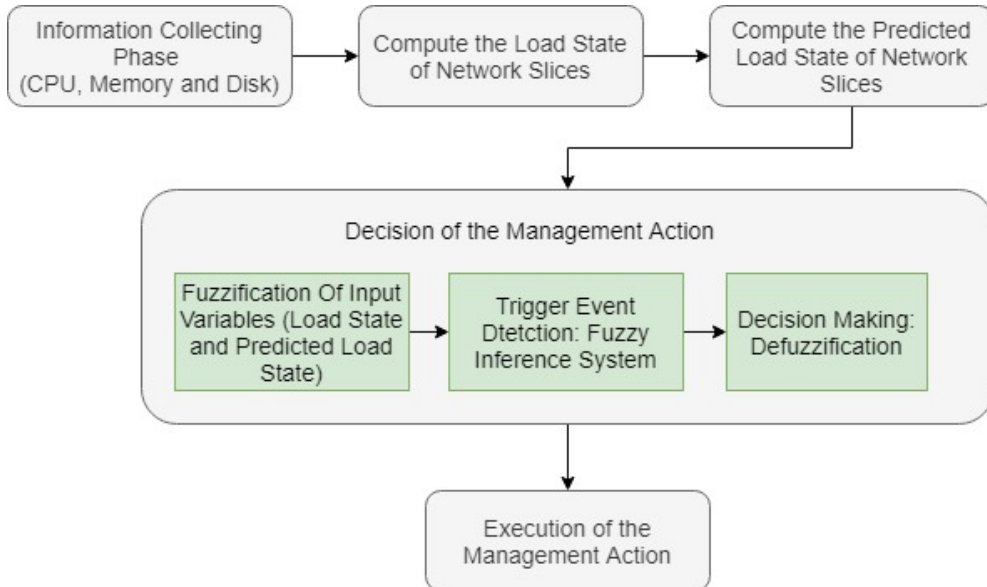 Information Collecting
Phase
(CPU, Memory and Disk)
Compute the Load State
of Network Slices
Compute the Predicted
Load State of Network
Slices
Decision of the Management Action
Fuzzification Of Input
Variables (Load State
and Predicted Load
State)
Trigger Event
Dtetction: Fuzzy
Inference System
Decision Making:
Defuzzification
Execution of the
Management Action